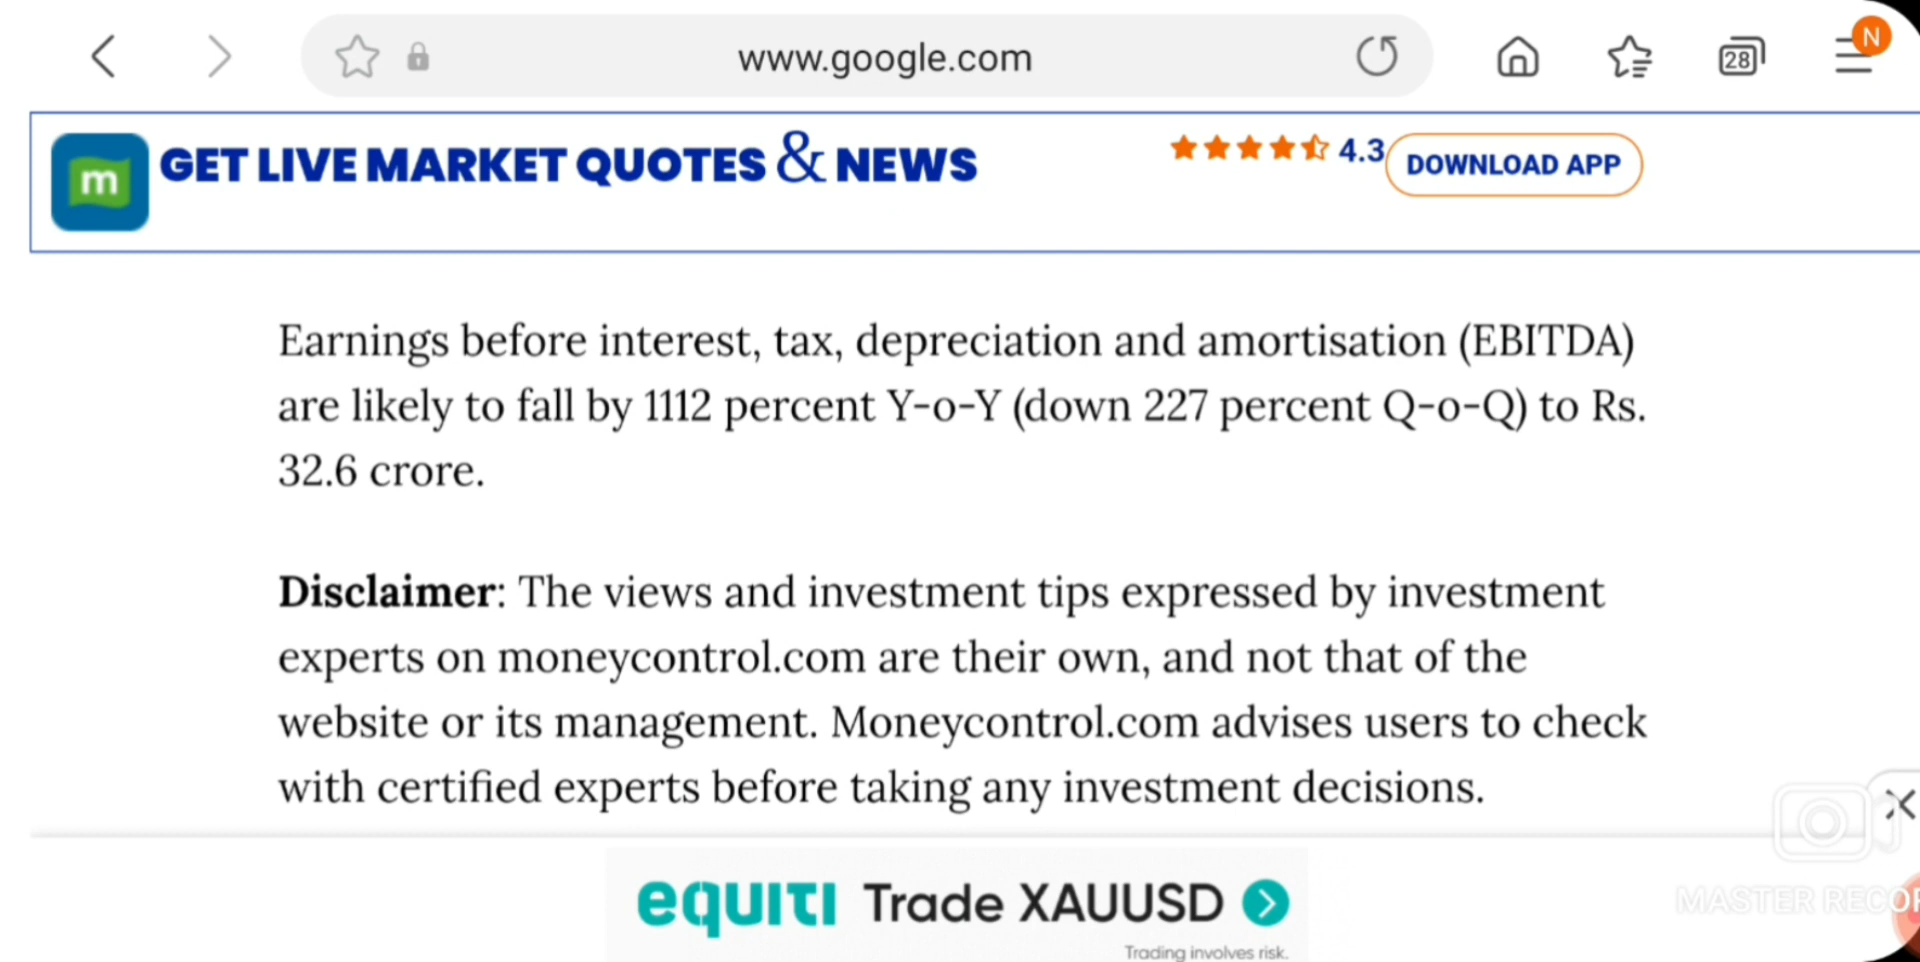 www.google.com
28
N
m
GET LIVE MARKET QUOTES & NEWS
4.3
DOWNLOAD APP
Earnings before interest, tax, depreciation and amortisation (EBITDA)
are likely to fall by 1112 percent Y-o-Y (down 227 percent Q-o-Q) to Rs.
32.6 crore.
Disclaimer: The views and investment tips expressed by investment
experts on moneycontrol.com are their own, and not that of the
website or its management. Moneycontrol.com advises users to check
with certified experts before taking any investment decisions.
equiti Trade XAUUSD
Trading involves risk.
MASTER RECOR